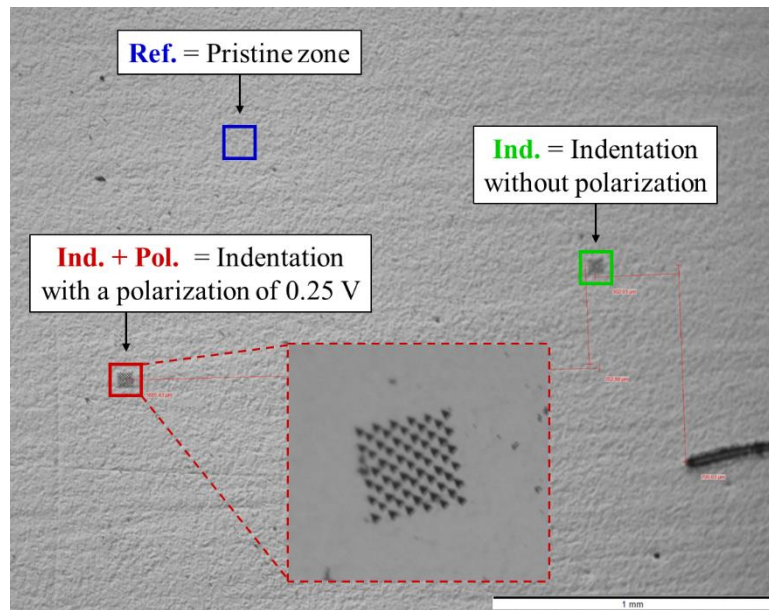 Ref. = Pristine zone
Ind. = Indentation
without polarization
Ind. + Pol. = Indentation
with a polarization of 0.25 V
1 mm